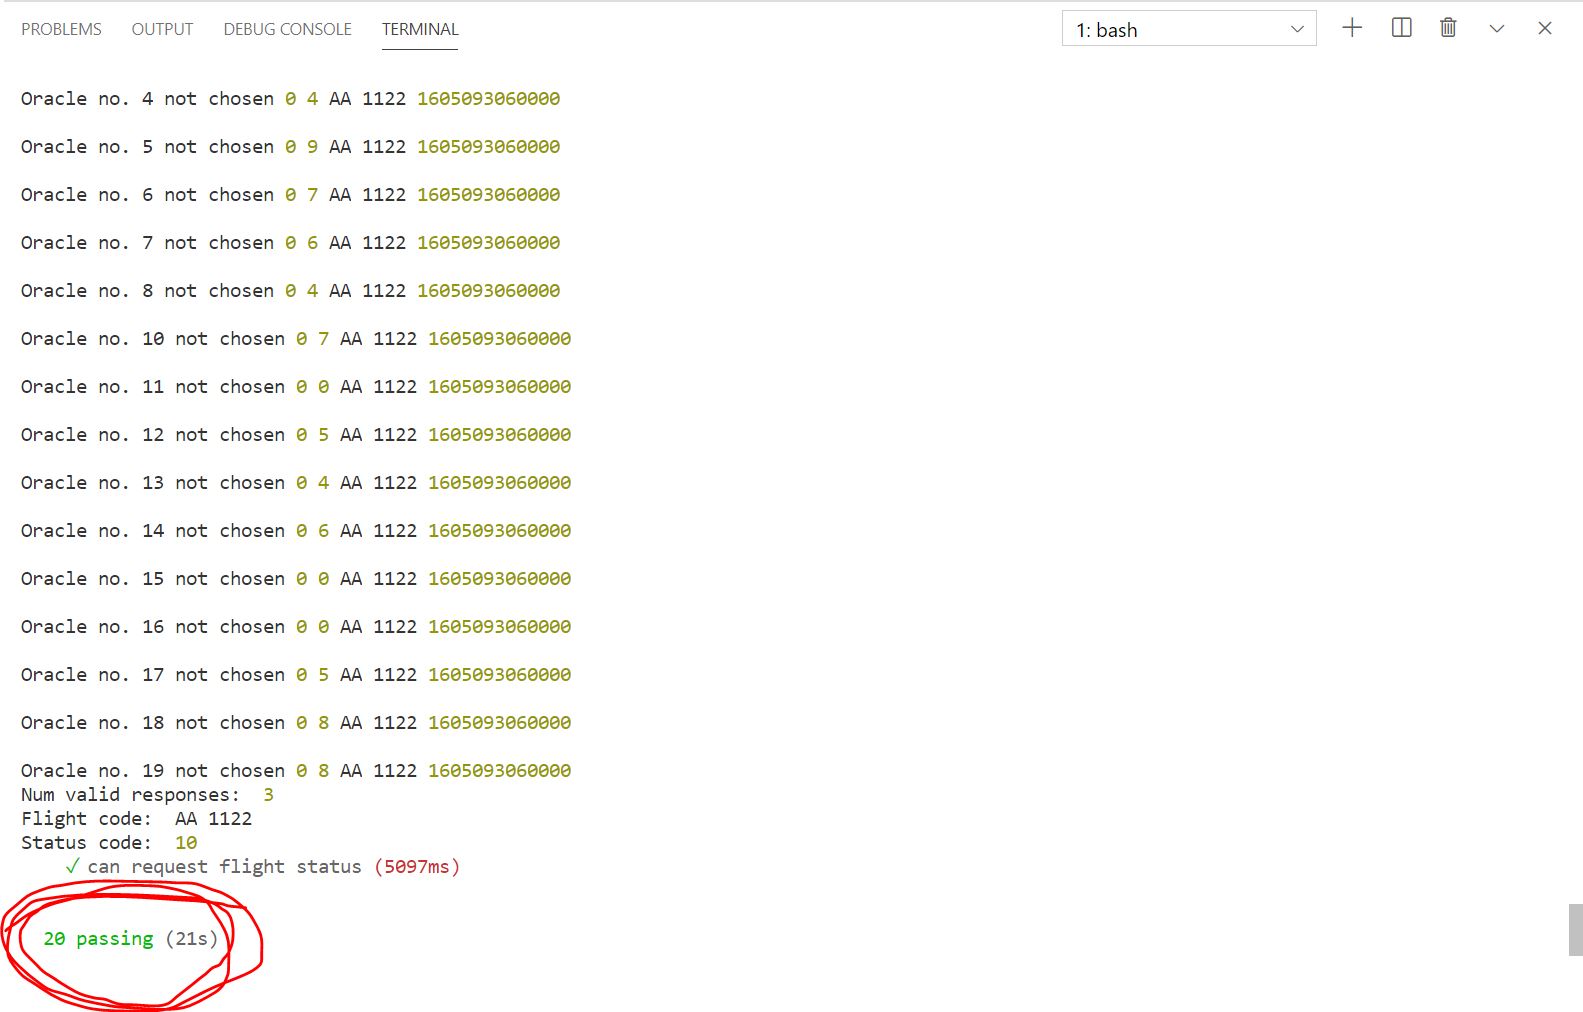 PROBLEMS OUTPUT DEBUG CONSOLE TERMINAL 1: bash
Oracle no. 4 not chosen 0 4 AA 1122 1605093060000
Oracle no. 5 not chosen 0 9 AA 1122 1605093060000
Oracle no. 6 not chosen 0 7 AA 1122 1605093060000
Oracle no. 7 not chosen 0 6 AA 1122 1605093060000
Oracle no. 8 not chosen 0 4 AA 1122 1605093060000
Oracle no. 10 not chosen 0 7 AA 1122 1605093060000
Oracle no. 11 not chosen 0 0 AA 1122 1605093060000
Oracle no. 12 not chosen 0 5 AA 1122 1605093060000
Oracle no. 13 not chosen 0 4 AA 1122 1605093060000
Oracle no. 14 not chosen 0 6 AA 1122 1605093060000
Oracle no. 15 not chosen 0 0 AA 1122 1605093060000
Oracle no. 16 not chosen 0 0 AA 1122 1605093060000
Oracle no. 17 not chosen 0 5 AA 1122 1605093060000
Oracle no. 18 not chosen 0 8 AA 1122 1605093060000
Oracle no. 19 not chosen 0 8 AA 1122 1605093060000
Num valid responses: 3
Flight code: AA 1122
Status code: 10
✓ can request flight status (5097ms)
20 passing (21s)